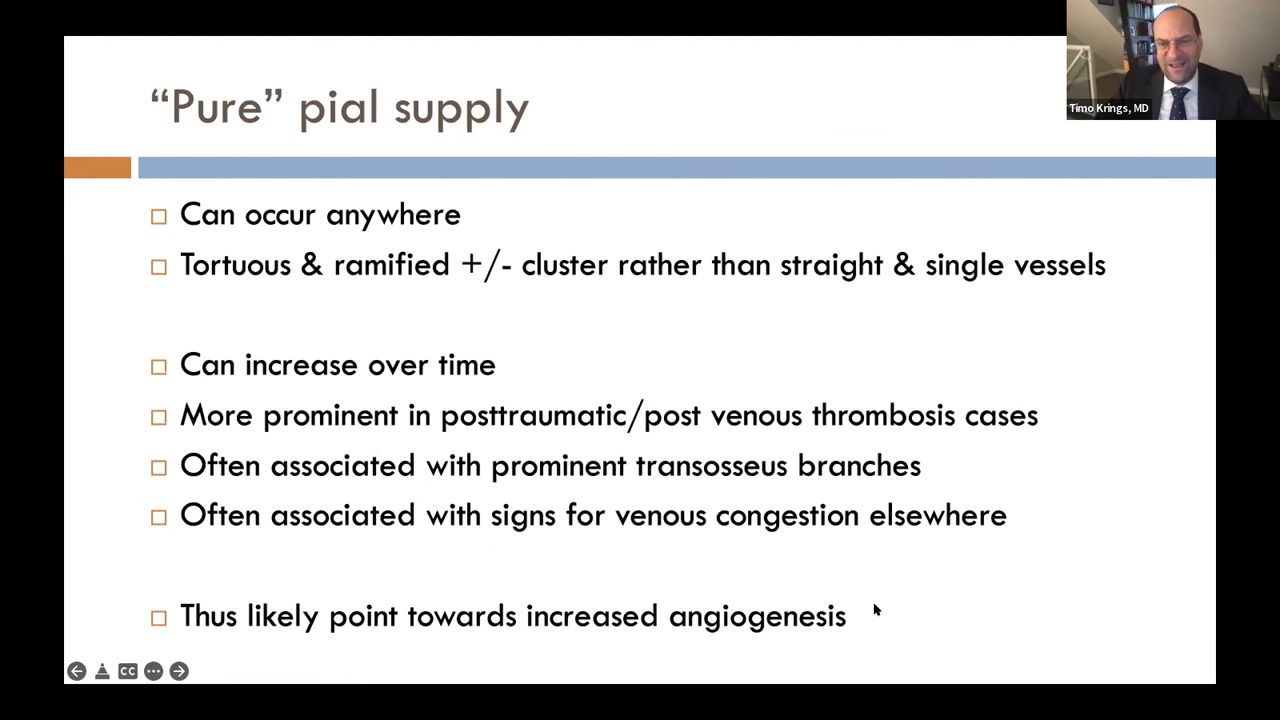 “Pure” pial supply
Timo Krings, MD
Can occur anywhere
Tortuous & ramified +/- cluster rather than straight & single vessels
Can increase over time
More prominent in posttraumatic/post venous thrombosis cases
Often associated with prominent transosseus branches
Often associated with signs for venous congestion elsewhere
Thus likely point towards increased angiogenesis
CC